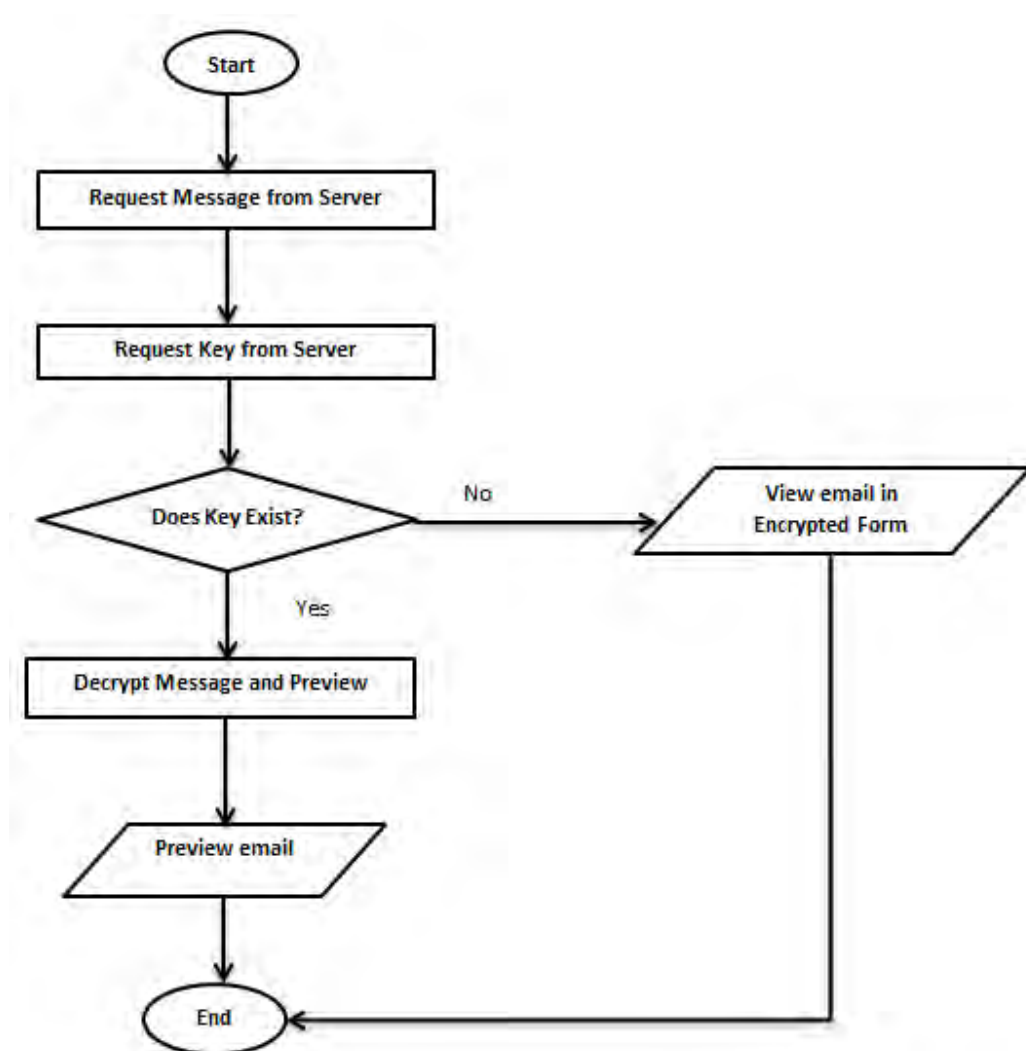 Start
Request Message from Server
Request Key from Server
Does Key Exist?
No
View email in
Encrypted Form
Yes
Decrypt Message and Preview
Preview email
End